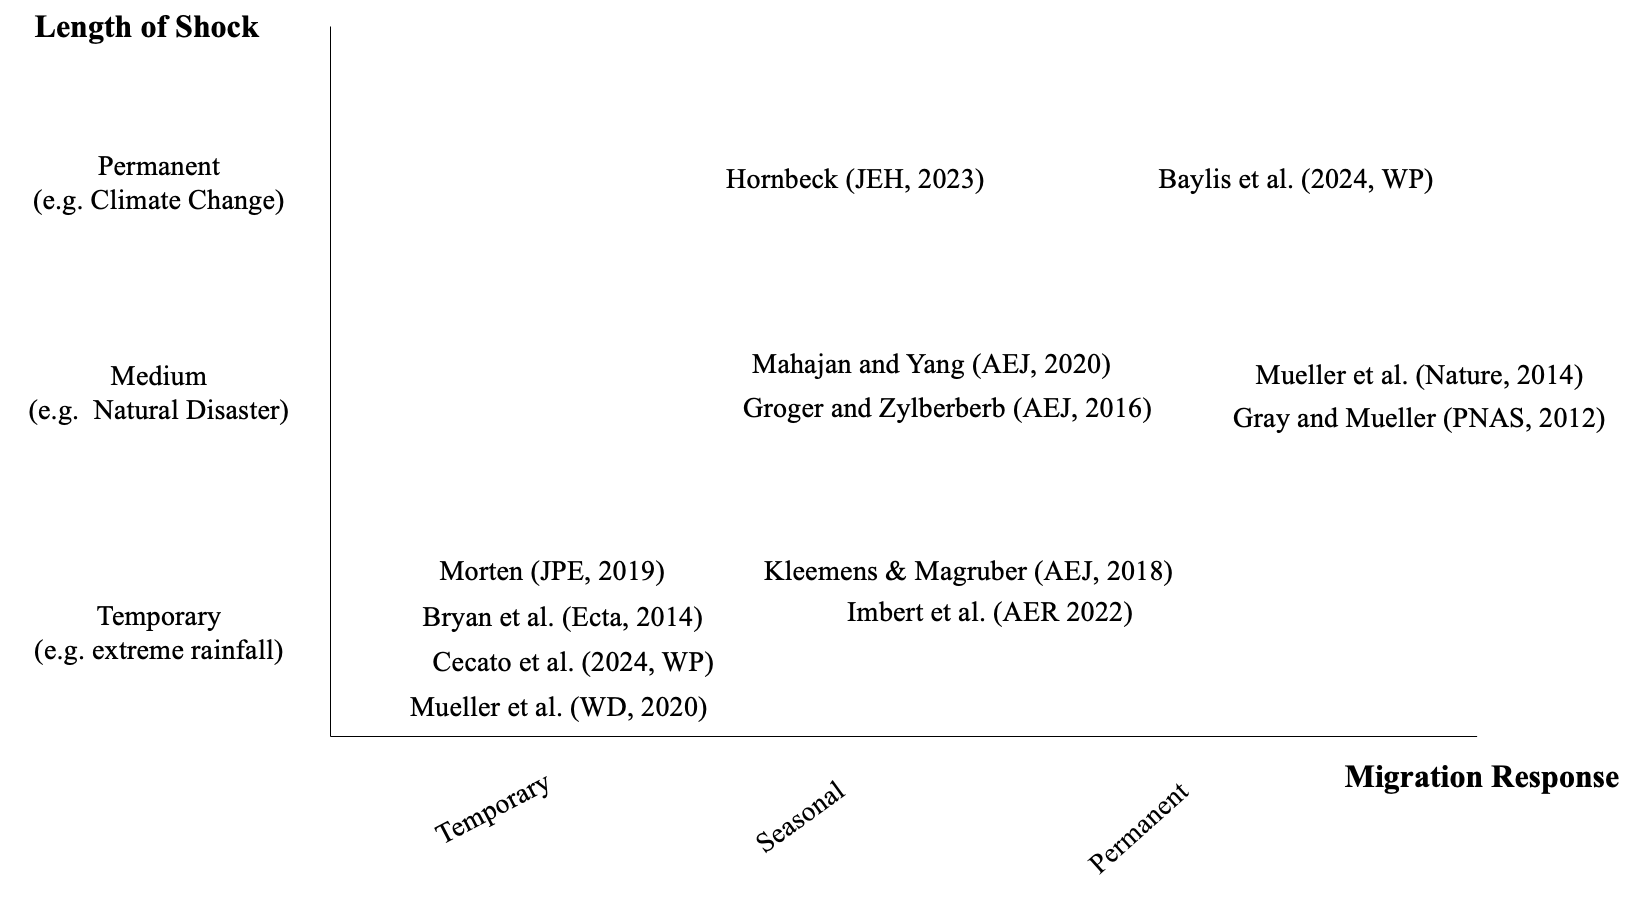 Length of Shock
Permanent
(e.g. Climate Change)
Hornbeck (JEH, 2023)
Baylis et al. (2024, WP)
Medium
(e.g. Natural Disaster)
Mahajan and Yang (AEJ, 2020)
Groger and Zylberberb (AEJ, 2016)
Mueller et al. (Nature, 2014)
Gray and Mueller (PNAS, 2012)
Temporary
(e.g. extreme rainfall)
Morten (JPE, 2019)
Bryan et al. (Ecta, 2014)
Cecato et al. (2024, WP)
Mueller et al. (WD, 2020)
Kleemens & Magruber (AEJ, 2018)
Imbert et al. (AER 2022)
Temporary
Seasonal
Permanent
Migration Response